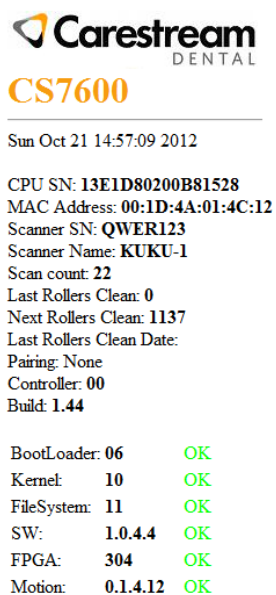 Carestream
DENTAL
CS7600
Sun Oct 21 14:57:09 2012
CPU SN: 13E1D80200B81528
MAC Address: 00:1D:4A:01:4C:12
Scanner SN: QWER123
Scanner Name: KUKU-1
Scan count: 22
Last Rollers Clean: 0
Next Rollers Clean: 1137
Last Rollers Clean Date:
Pairing: None
Controller: 00
Build: 1.44
BootLoader: 06 OK
Kernel: 10 OK
FileSystem: 11 OK
SW: 1.0.4.4 OK
FPGA: 304 OK
Motion: 0.1.4.12 OK